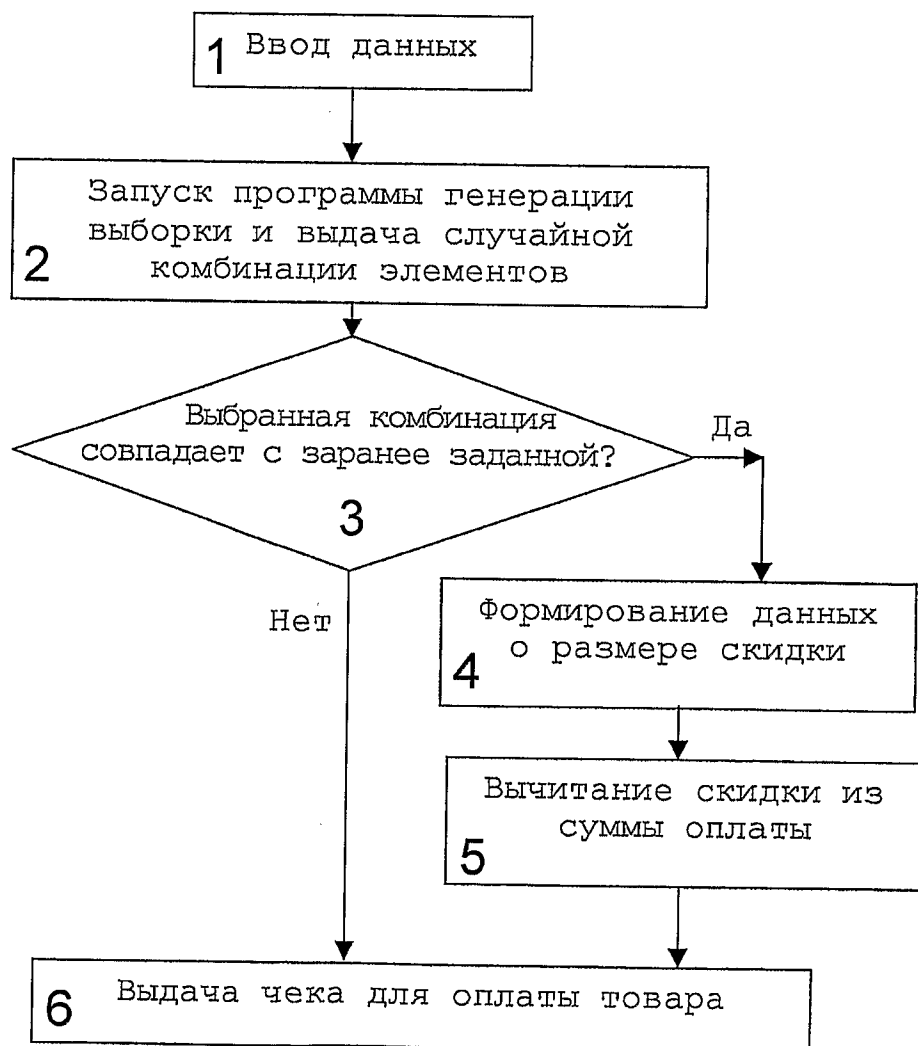 1 Ввод данных
Запуск программы генерации
выборки и выдача случайной
2 комбинации элементов
Выбранная комбинация
совпадает с заранее заданной?
3
Да
Нет
Формирование данных
4 о размере скидки
Вычитание скидки из
5 суммы оплаты
6 Выдача чека для оплаты товара